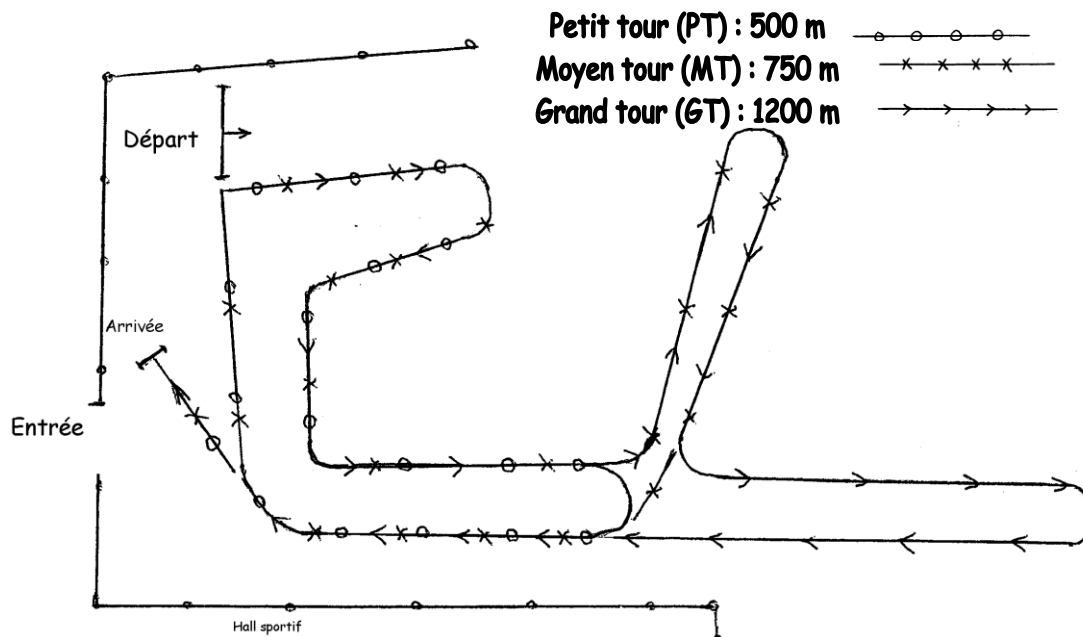 Petit tour (PT) : 500 m
Moyen tour (MT) : 750 m
Grand tour (GT) : 1200 m
Départ
Arrivée
Entrée
Hall sportif